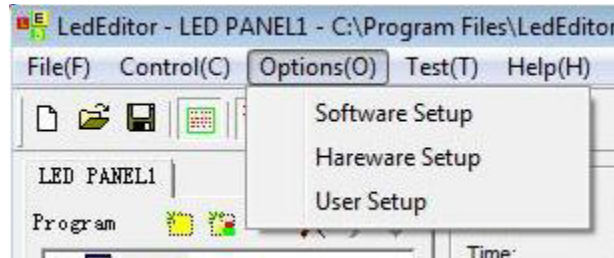 LedEditor - LED PANEL1 - C:\Program Files\LedEditor
File(F) Control(C) Options(O) Test(T) Help(H)
Software Setup
Hareware Setup
User Setup
LED PANEL1
Program
Time: